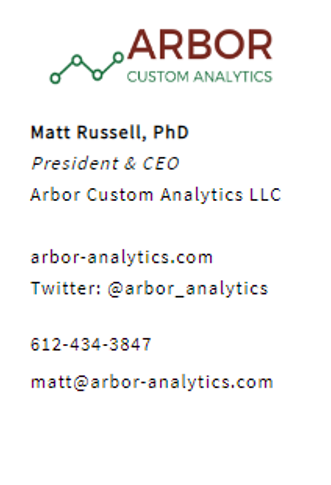 ARBOR
CUSTOM ANALYTICS
Matt Russell, PhD
President & CEO
Arbor Custom Analytics LLC
arbor-analytics.com
Twitter: @arbor_analytics
612-434-3847
matt@arbor-analytics.com